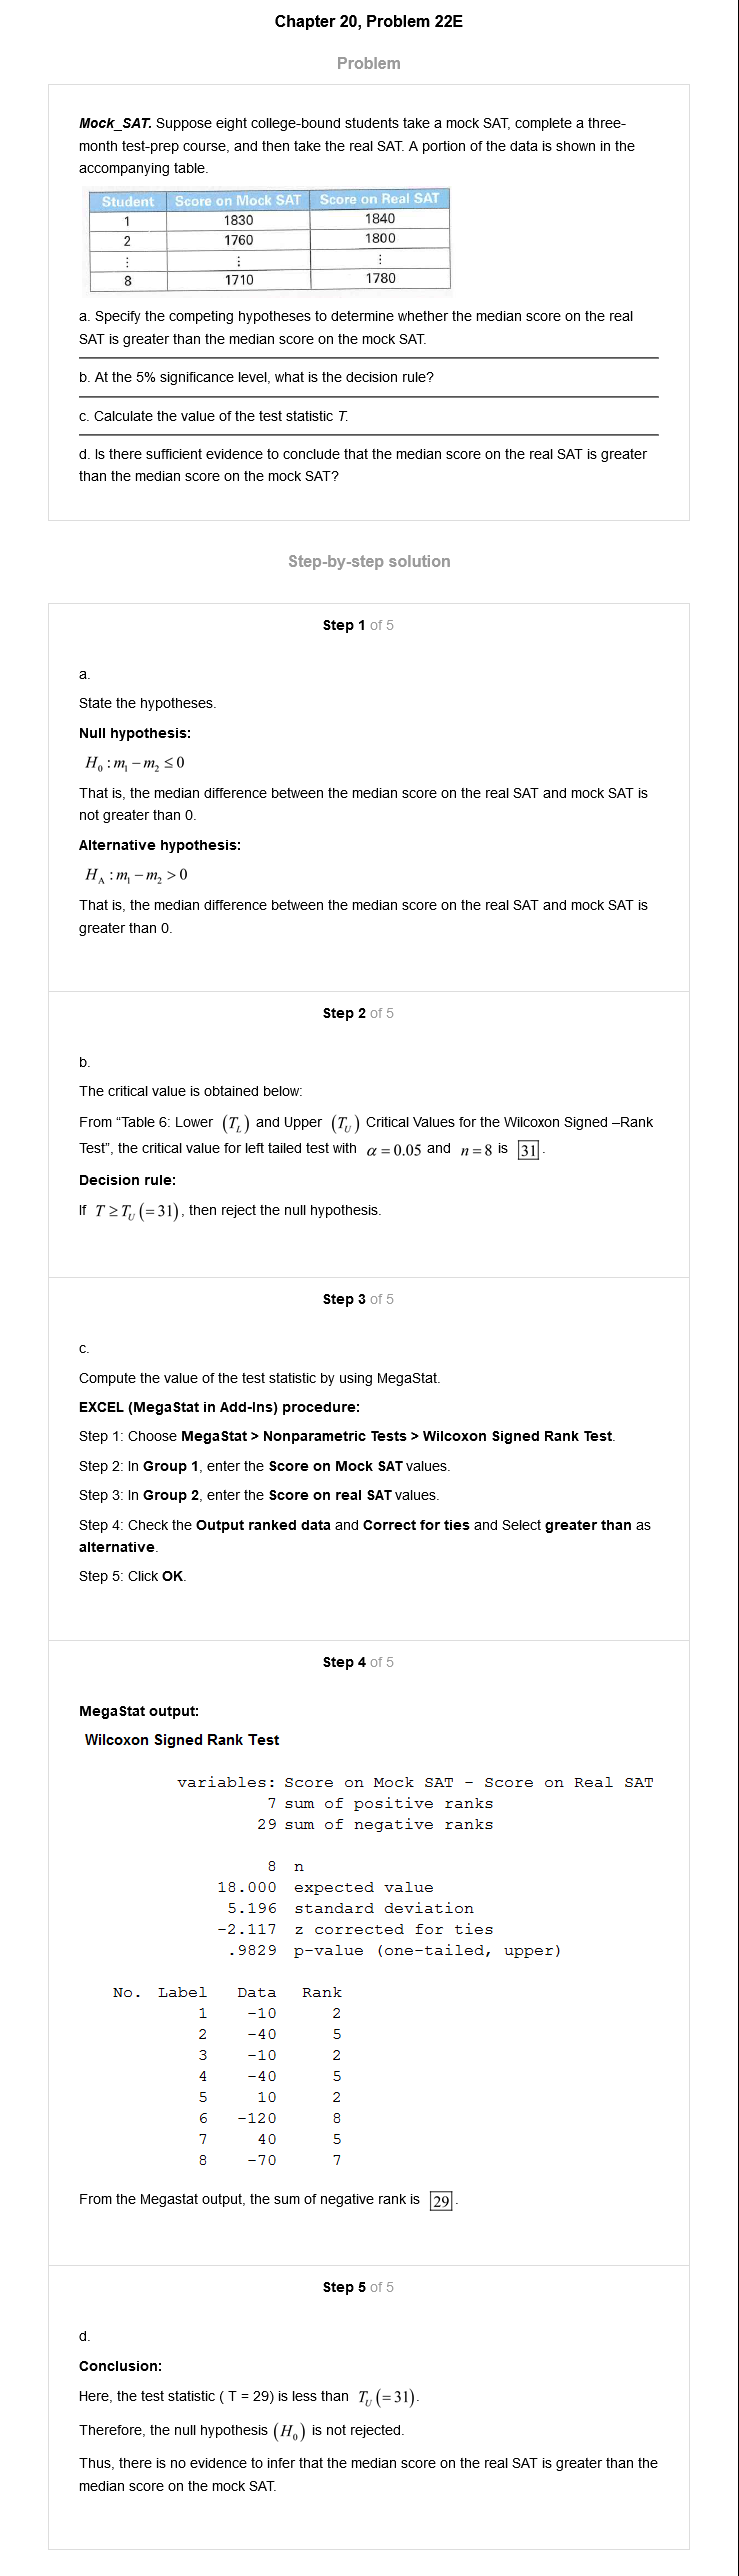 Chapter 20, Problem 22E
Problem
Mock_SAT. Suppose eight college-bound students take a mock SAT, complete a three-
month test-prep course, and then take the real SAT. A portion of the data is shown in the
accompanying table.
Student Score on Mock SAT Score on Real SAT
1 1830 1840
2 1760 1800
⋮ ⋮ ⋮
8 1710 1780
a. Specify the competing hypotheses to determine whether the median score on the real
SAT is greater than the median score on the mock SAT.
b. At the 5% significance level, what is the decision rule?
c. Calculate the value of the test statistic T.
d. Is there sufficient evidence to conclude that the median score on the real SAT is greater
than the median score on the mock SAT?
Step-by-step solution
Step 1 of 5
a.
State the hypotheses.
Null hypothesis:
H₀ : m₁ − m₂ ≤ 0
That is, the median difference between the median score on the real SAT and mock SAT is
not greater than 0.
Alternative hypothesis:
H_A : m₁ − m₂ > 0
That is, the median difference between the median score on the real SAT and mock SAT is
greater than 0.
Step 2 of 5
b.
The critical value is obtained below:
From “Table 6: Lower (T_L) and Upper (T_U) Critical Values for the Wilcoxon Signed –Rank
Test”, the critical value for left tailed test with α = 0.05 and n = 8 is 31.
Decision rule:
If T ≥ T_U (= 31), then reject the null hypothesis.
Step 3 of 5
c.
Compute the value of the test statistic by using MegaStat.
EXCEL (MegaStat in Add-Ins) procedure:
Step 1: Choose MegaStat > Nonparametric Tests > Wilcoxon Signed Rank Test.
Step 2: In Group 1, enter the Score on Mock SAT values.
Step 3: In Group 2, enter the Score on real SAT values.
Step 4: Check the Output ranked data and Correct for ties and Select greater than as
alternative.
Step 5: Click OK.
Step 4 of 5
MegaStat output:
Wilcoxon Signed Rank Test
variables: Score on Mock SAT - Score on Real SAT
7 sum of positive ranks
29 sum of negative ranks
8 n
18.000 expected value
5.196 standard deviation
-2.117 z corrected for ties
.9829 p-value (one-tailed, upper)
No. Label Data Rank
1 -10 2
2 -40 5
3 -10 2
4 -40 5
5 10 2
6 -120 8
7 40 5
8 -70 7
From the Megastat output, the sum of negative rank is 29.
Step 5 of 5
d.
Conclusion:
Here, the test statistic ( T = 29) is less than T_U (= 31).
Therefore, the null hypothesis (H₀) is not rejected.
Thus, there is no evidence to infer that the median score on the real SAT is greater than the
median score on the mock SAT.